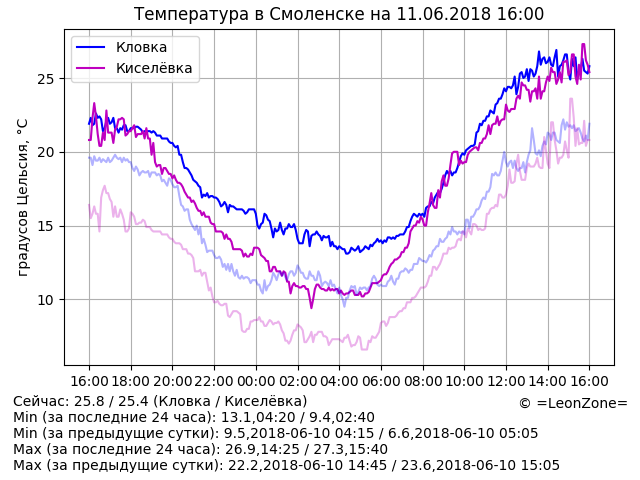 Температура в Смоленске на 11.06.2018 16:00
Кловка
Киселёвка
градусов Цельсия, °C
25
20
15
10
16:00 18:00 20:00 22:00 00:00 02:00 04:00 06:00 08:00 10:00 12:00 14:00 16:00
Сейчас: 25.8 / 25.4 (Кловка / Киселёвка)
© =LeonZone=
Min (за последние 24 часа): 13.1,04:20 / 9.4,02:40
Min (за предыдущие сутки): 9.5,2018-06-10 04:15 / 6.6,2018-06-10 05:05
Max (за последние 24 часа): 26.9,14:25 / 27.3,15:40
Max (за предыдущие сутки): 22.2,2018-06-10 14:45 / 23.6,2018-06-10 15:05